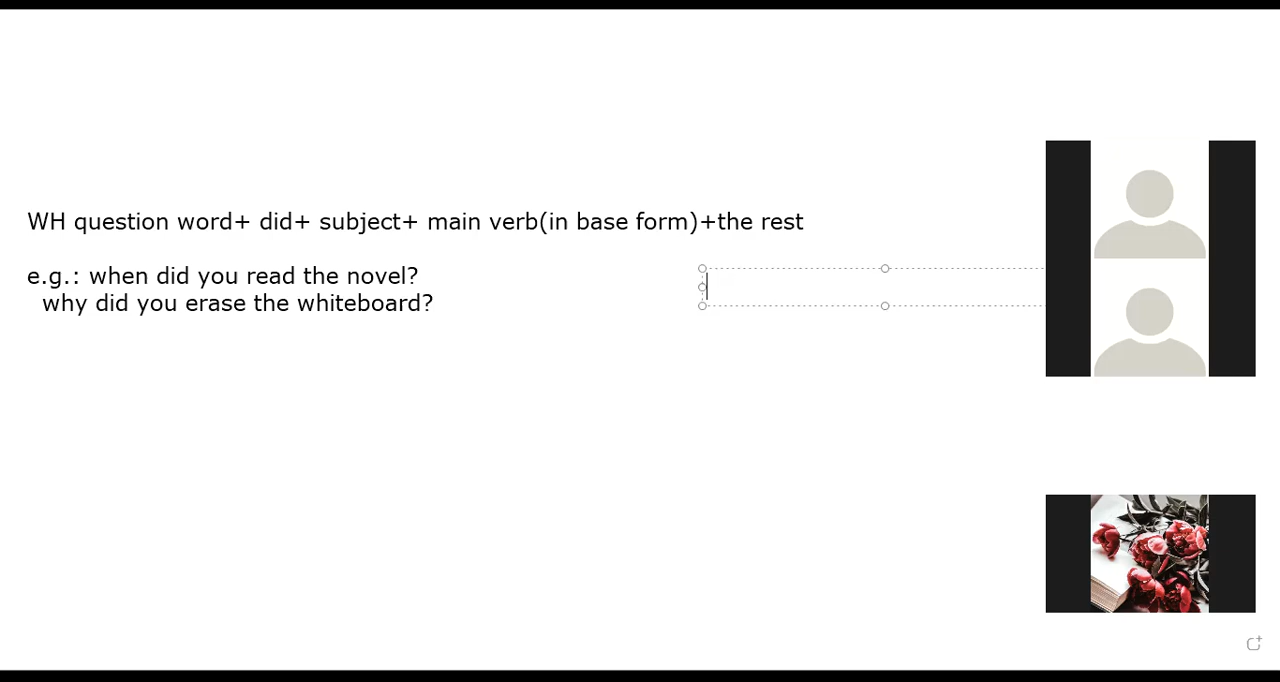 WH question word+ did+ subject+ main verb(in base form)+the rest
e.g.: when did you read the novel?
why did you erase the whiteboard?